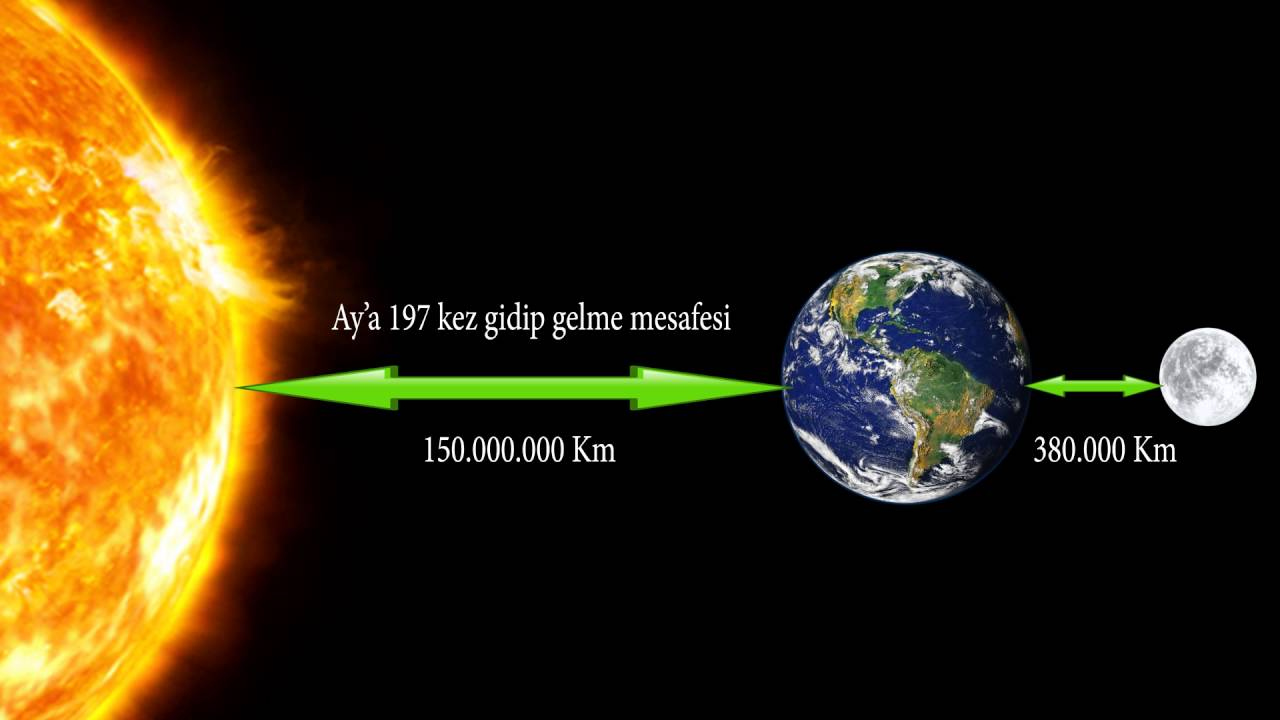 Ay'a 197 kez gidip gelme mesafesi
150.000.000 Km
380.000 Km